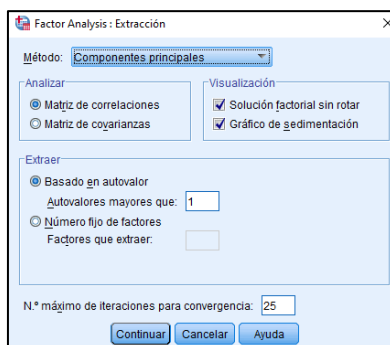 Factor Analysis : Extracción
Método: Componentes principales
Analizar
Matriz de correlaciones
Matriz de covarianzas
Visualización
Solución factorial sin rotar
Gráfico de sedimentación
Extraer
Basado en autovalor
Autovalores mayores que: 1
Número fijo de factores
Factores que extraer:
N.º máximo de iteraciones para convergencia: 25
Continuar Cancelar Ayuda